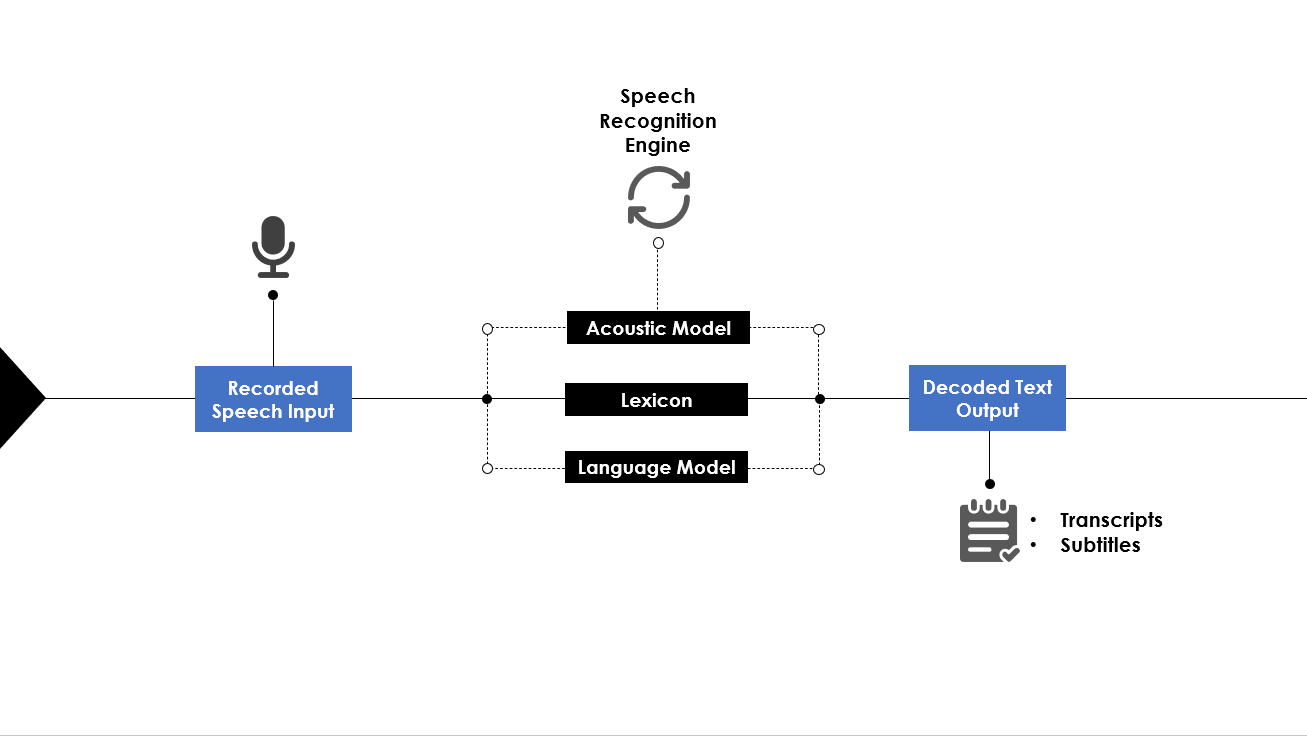 Speech
Recognition
Engine
Acoustic Model
Recorded
Speech Input
Lexicon
Decoded Text
Output
Language Model
• Transcripts
• Subtitles